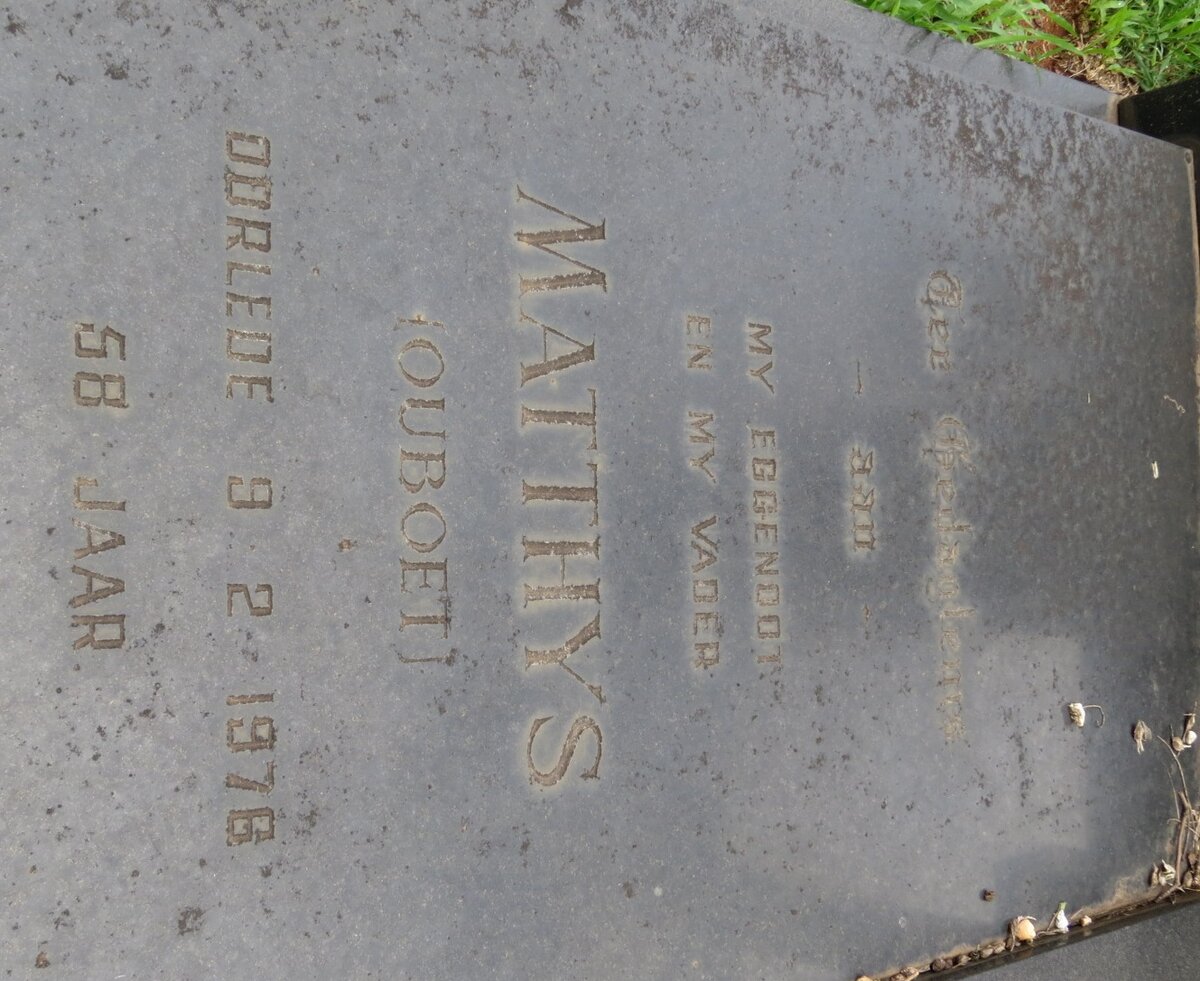 Ter Gedagtenis
- aan -
MY EGGENOOT
EN MY VADER
MATTHYS
(OUBOET)
OORLEDE 9 2 1976
58 JAAR